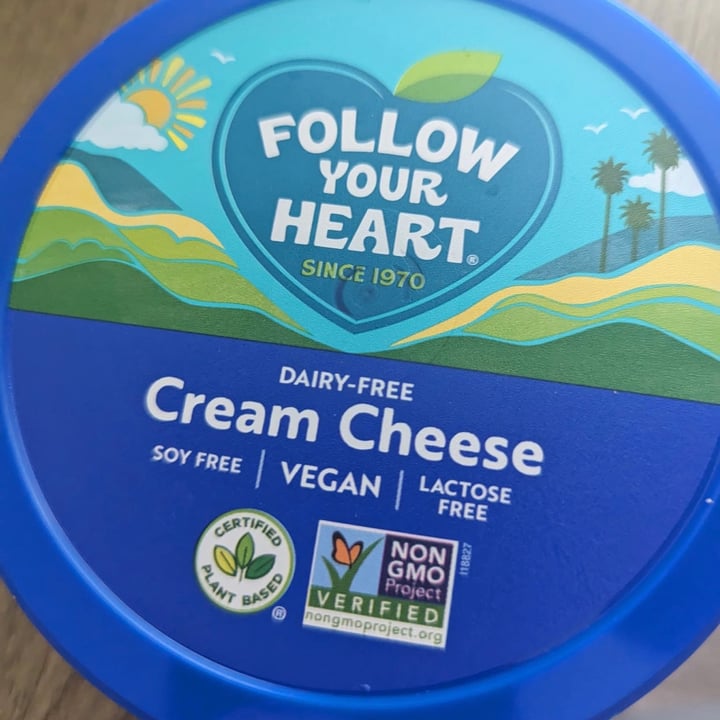 FOLLOW
YOUR
HEART®
SINCE 1970
DAIRY-FREE
Cream Cheese
SOY FREE | VEGAN | LACTOSE FREE
CERTIFIED
PLANT BASED
®
NON
GMO
Project
VERIFIED
nongmoproject.org
118827